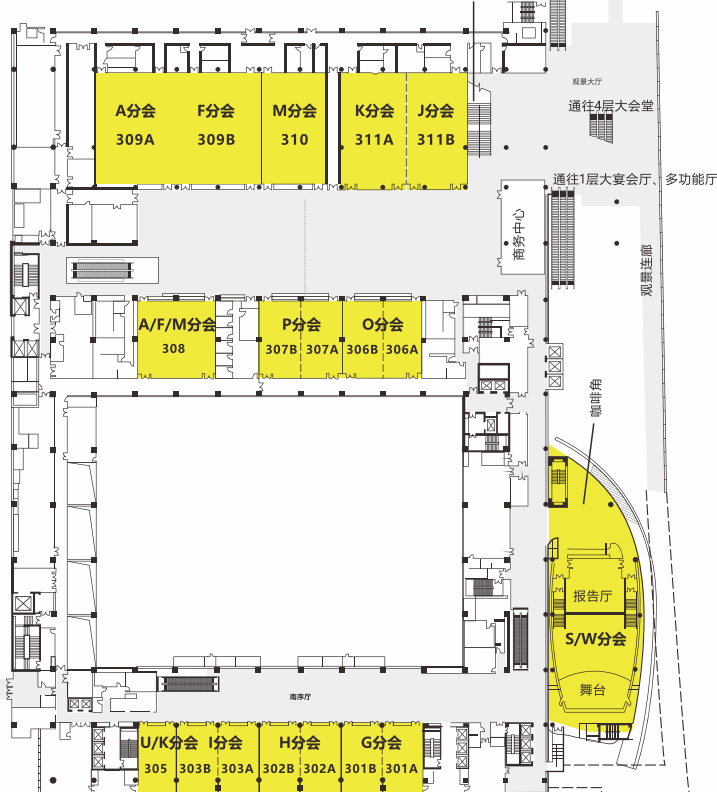 观景大厅
通往4层大会堂
A分会
F分会
M分会
K分会
J分会
309A
309B
310
311A
311B
通往1层大宴会厅、多功能厅
商务中心
观景连廊
A/F/M分会
P分会
O分会
308
307B
307A
306B
306A
咖啡角
报告厅
S/W分会
舞台
南序厅
U/K分会
I分会
H分会
G分会
305
303B
303A
302B
302A
301B
301A